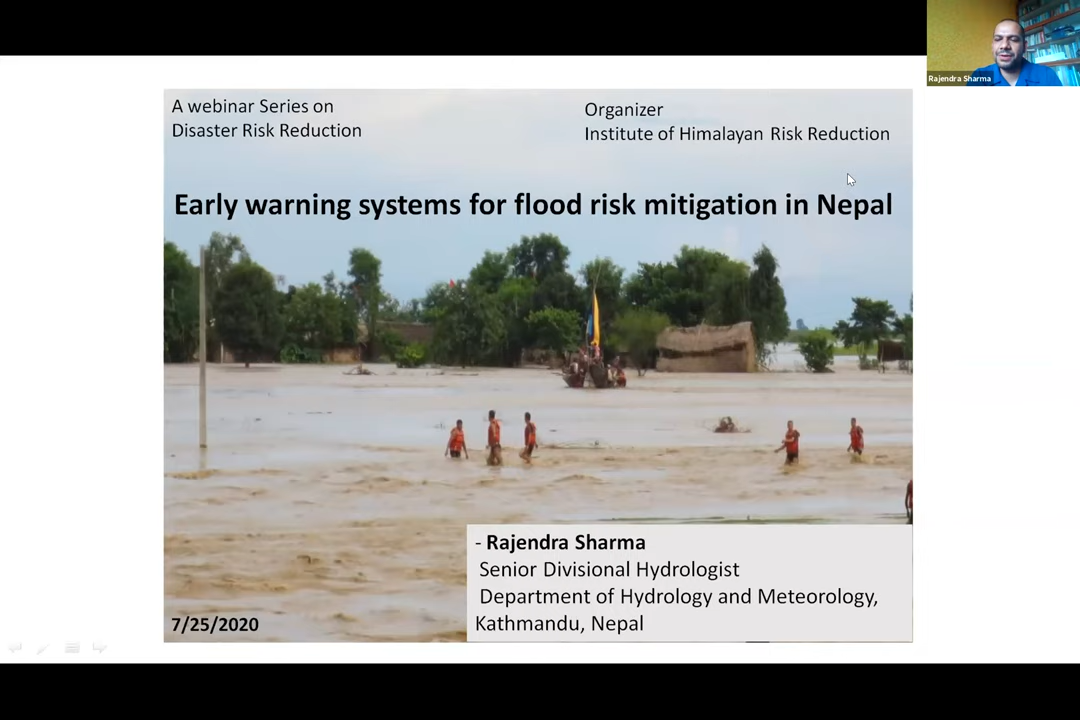 Rajendra Sharma
A webinar Series on
Disaster Risk Reduction
Organizer
Institute of Himalayan Risk Reduction
Early warning systems for flood risk mitigation in Nepal
- Rajendra Sharma
Senior Divisional Hydrologist
Department of Hydrology and Meteorology,
Kathmandu, Nepal
7/25/2020